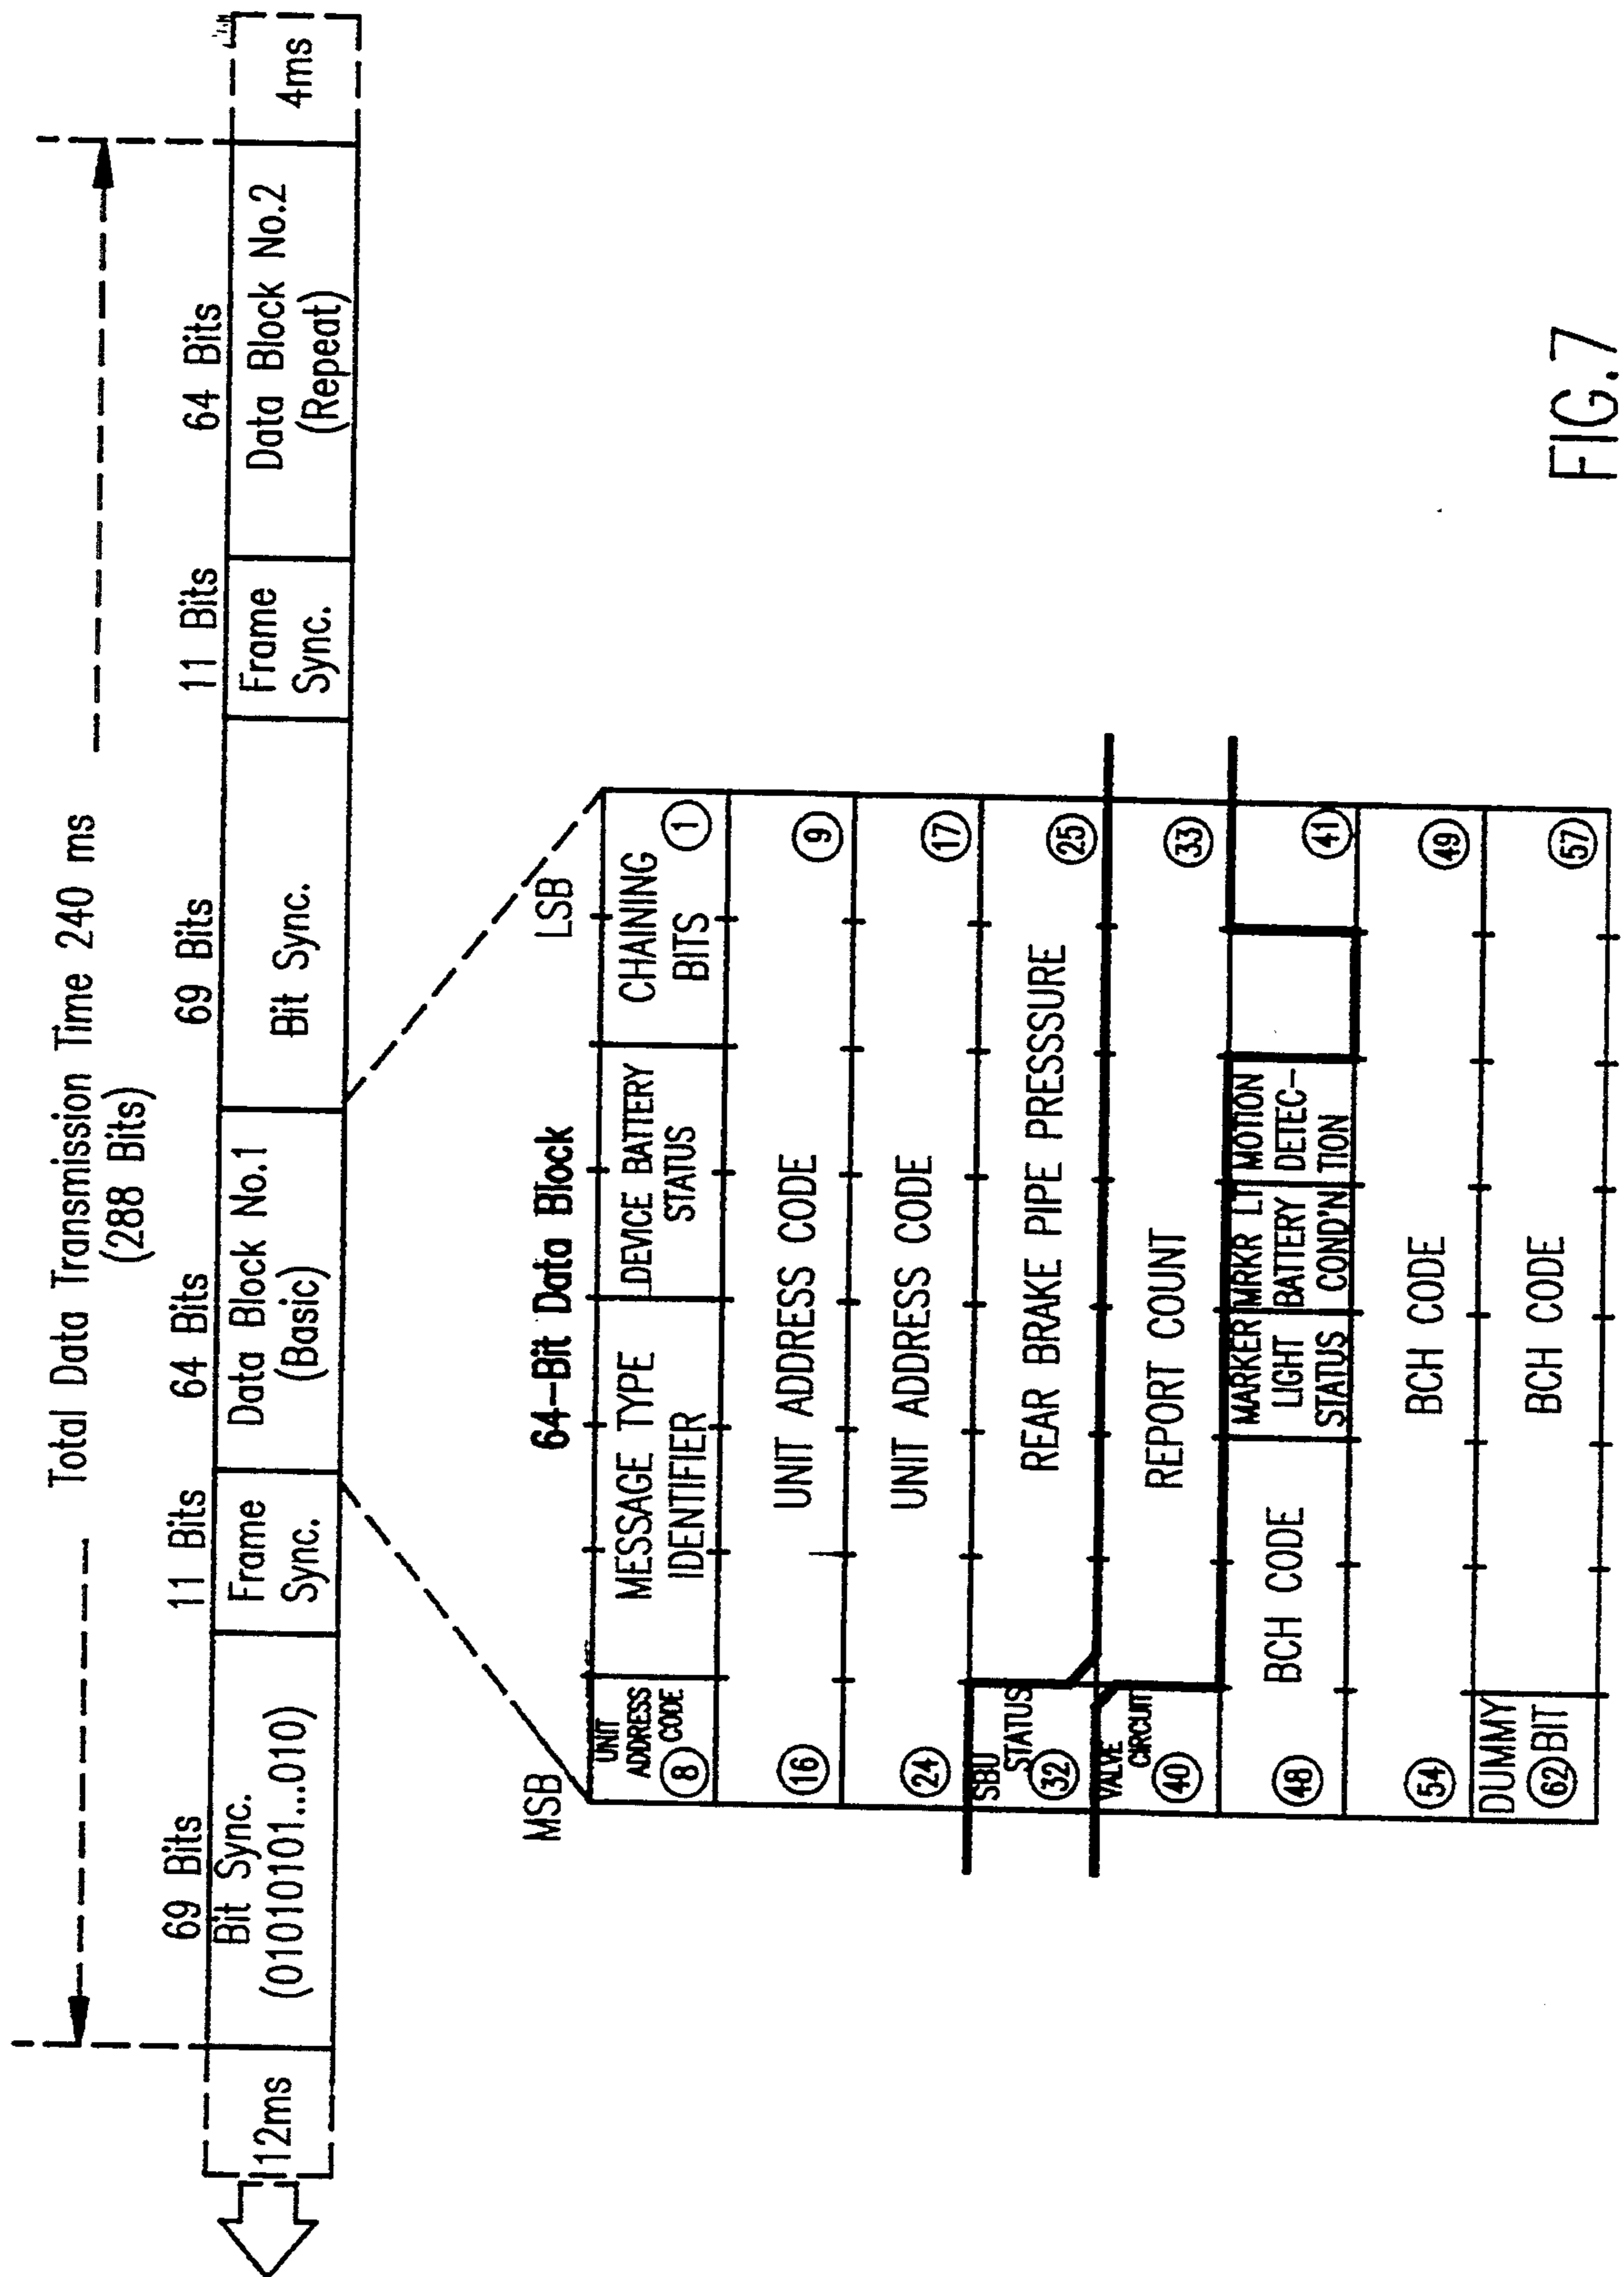 Total Data Transmission Time 240 ms
(288 Bits)
69 Bits
11 Bits
64 Bits
69 Bits
11 Bits
64 Bits
12ms
Bit Sync.
(01010101...010)
Frame
Sync.
Data Block No.1
(Basic)
Bit Sync.
Frame
Sync.
Data Block No.2
(Repeat)
4ms
64-Bit Data Block
MSB
LSB
UNIT
ADDRESS
CODE
8
MESSAGE TYPE
IDENTIFIER
DEVICE BATTERY
STATUS
CHAINING
BITS
1
16
UNIT ADDRESS CODE
9
24
UNIT ADDRESS CODE
17
SBU
STATUS
32
REAR BRAKE PIPE PRESSSURE
25
VALVE
CIRCUIT
40
REPORT COUNT
33
48
BCH CODE
MARKER
LIGHT
STATUS
MRKR LT
BATTERY
COND'N
MOTION
DETEC-
TION
41
54
BCH CODE
49
DUMMY
62 BIT
BCH CODE
57
FIG.7